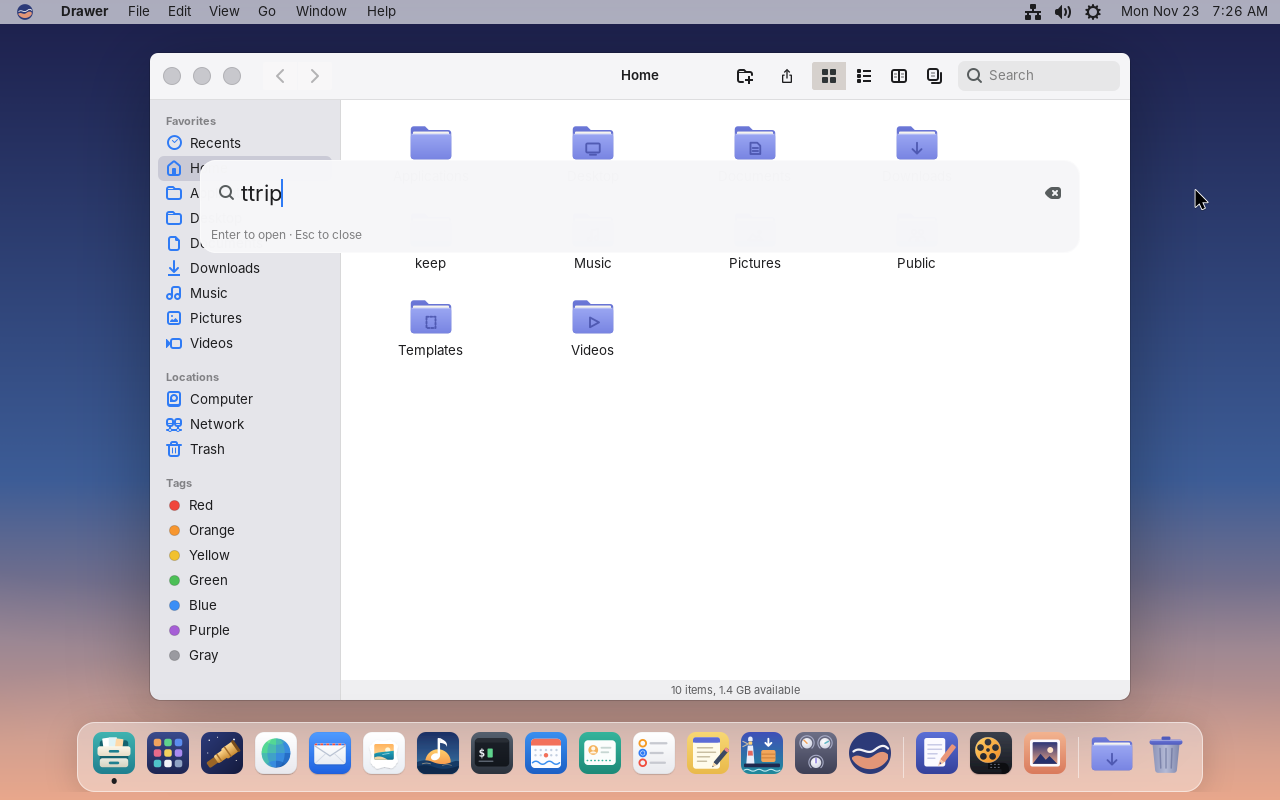 Drawer File Edit View Go Window Help Mon Nov 23 7:26 AM
Home
Search
Favorites
Recents
ttrip
Enter to open · Esc to close
Downloads
Music
Pictures
Videos
keep Music Pictures Public
Templates Videos
Locations
Computer
Network
Trash
Tags
Red
Orange
Yellow
Green
Blue
Purple
Gray
10 items, 1.4 GB available
$